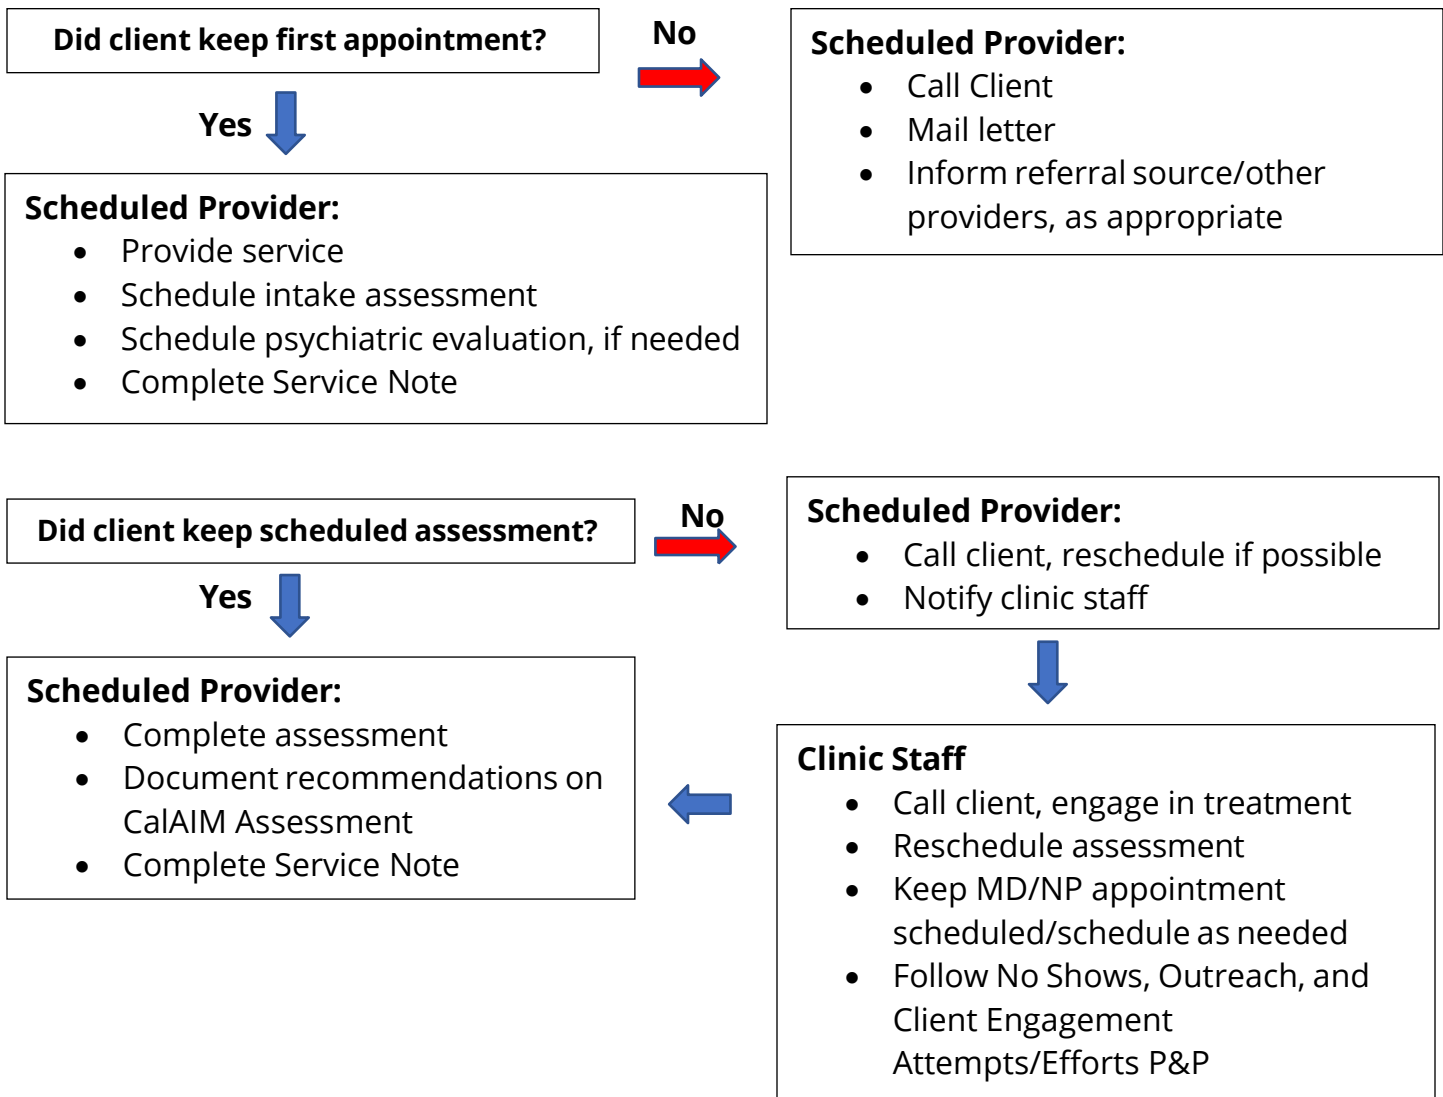 Did client keep first appointment?
No
Yes
Scheduled Provider:
• Call Client
• Mail letter
• Inform referral source/other
providers, as appropriate
Scheduled Provider:
• Provide service
• Schedule intake assessment
• Schedule psychiatric evaluation, if needed
• Complete Service Note
Did client keep scheduled assessment?
No
Yes
Scheduled Provider:
• Call client, reschedule if possible
• Notify clinic staff
Scheduled Provider:
• Complete assessment
• Document recommendations on
CalAIM Assessment
• Complete Service Note
Clinic Staff
• Call client, engage in treatment
• Reschedule assessment
• Keep MD/NP appointment
scheduled/schedule as needed
• Follow No Shows, Outreach, and
Client Engagement
Attempts/Efforts P&P